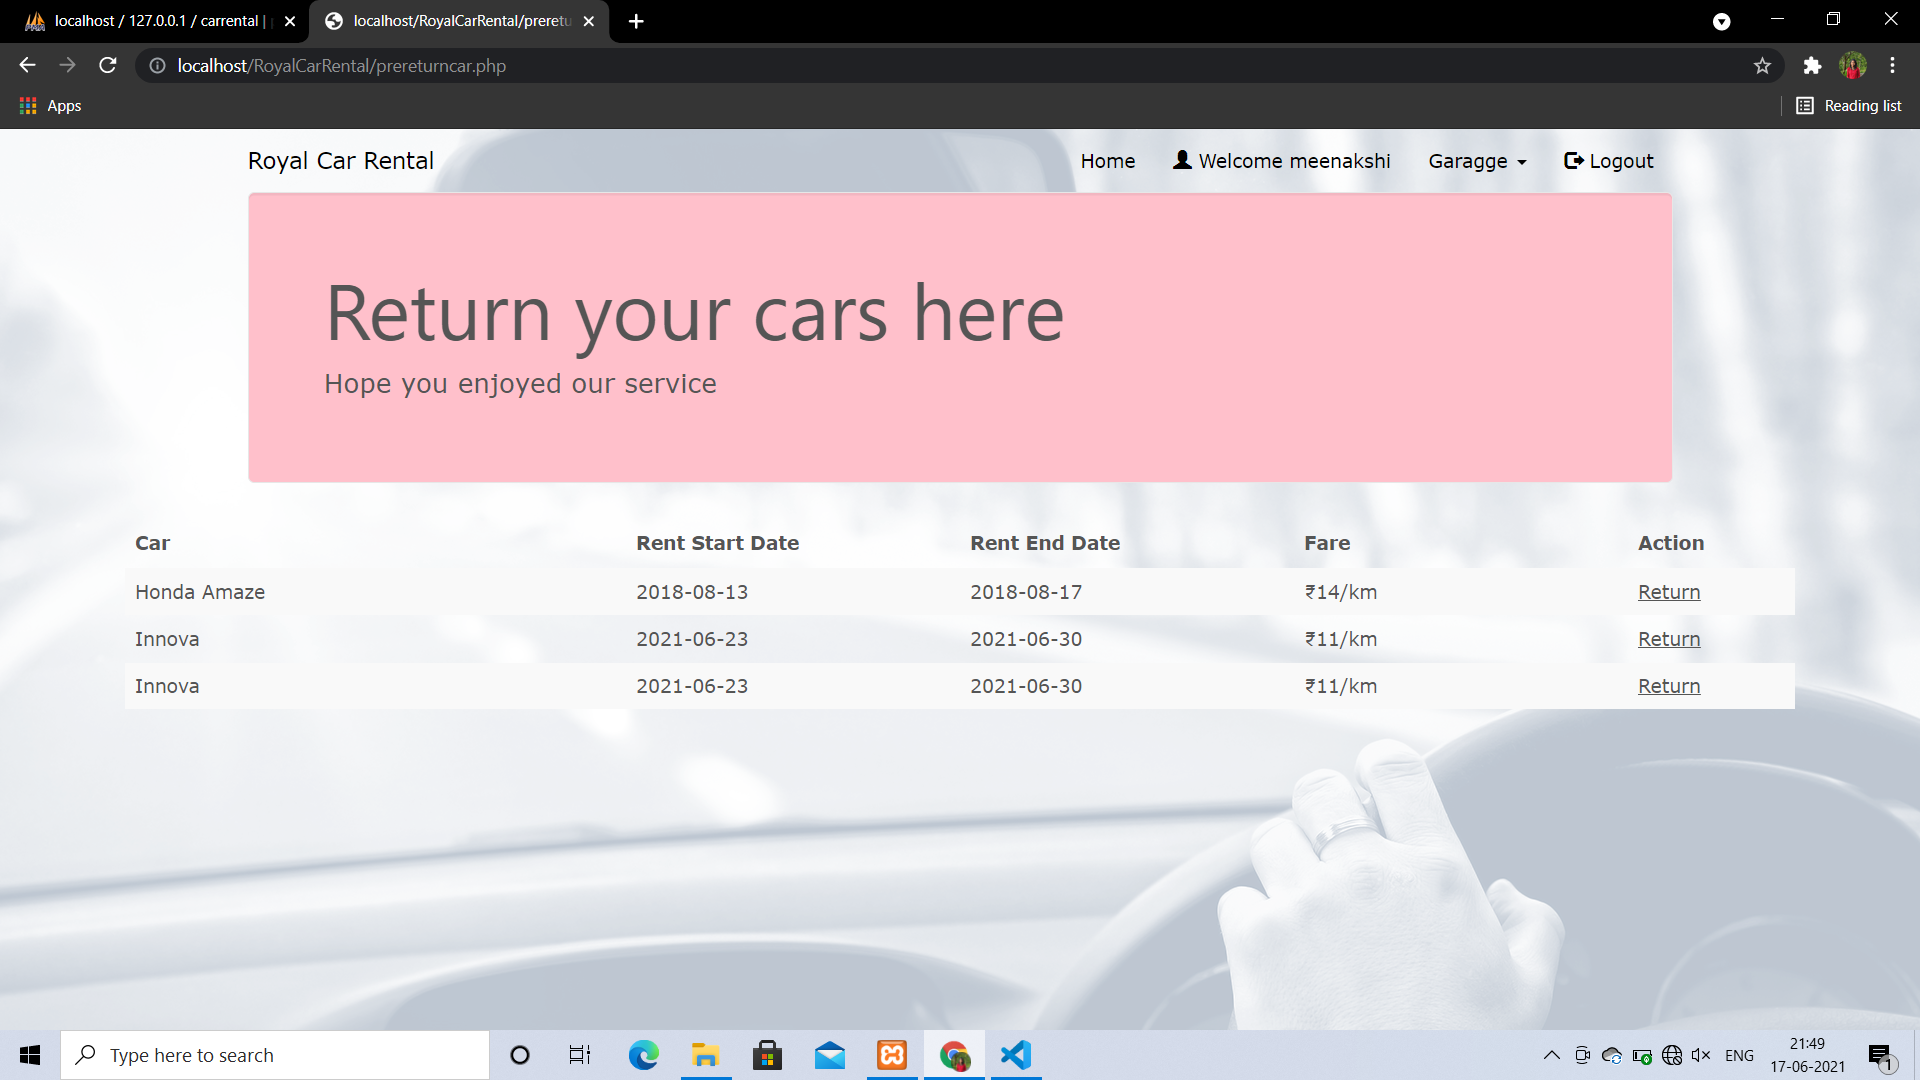 localhost / 127.0.0.1 / carrental |
localhost/RoyalCarRental/preretu
localhost/RoyalCarRental/prereturncar.php
Apps
Reading list
Royal Car Rental
Home
Welcome meenakshi
Garagge
Logout
Return your cars here
Hope you enjoyed our service
Car Rent Start Date Rent End Date Fare Action
Honda Amaze 2018-08-13 2018-08-17 ₹14/km Return
Innova 2021-06-23 2021-06-30 ₹11/km Return
Innova 2021-06-23 2021-06-30 ₹11/km Return
Type here to search
ENG
21:49
17-06-2021
1